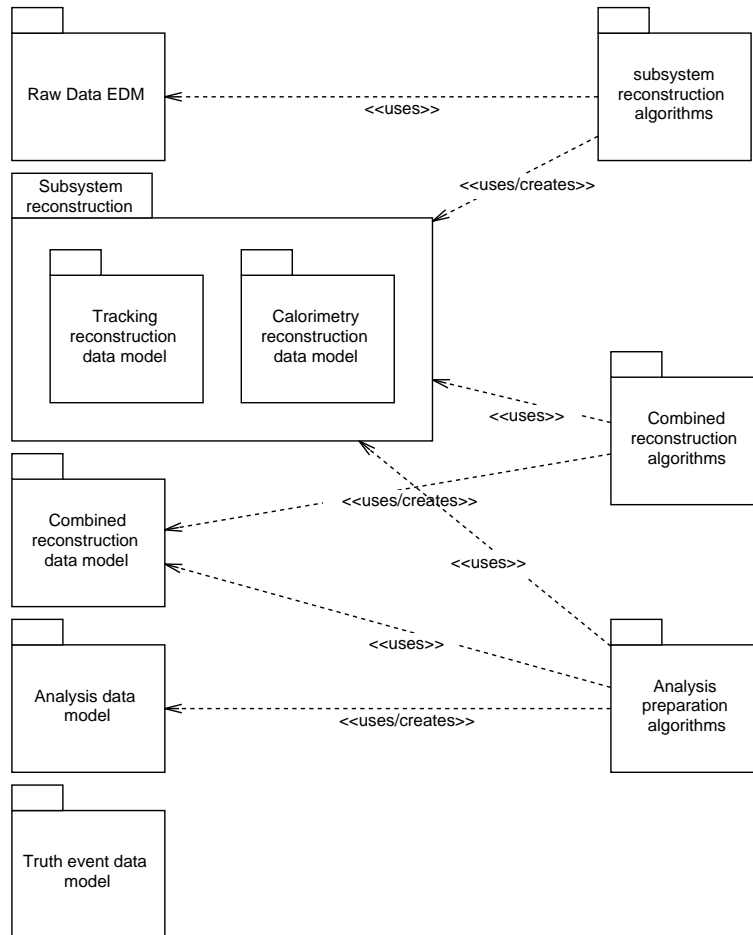 Raw Data EDM
subsystem
reconstruction
algorithms
<<uses>>
<<uses/creates>>
Subsystem
reconstruction
Tracking
reconstruction
data model
Calorimetry
reconstruction
data model
<<uses>>
Combined
reconstruction
algorithms
<<uses/creates>>
Combined
reconstruction
data model
<<uses>>
<<uses>>
Analysis data
model
<<uses/creates>>
Analysis
preparation
algorithms
Truth event data
model